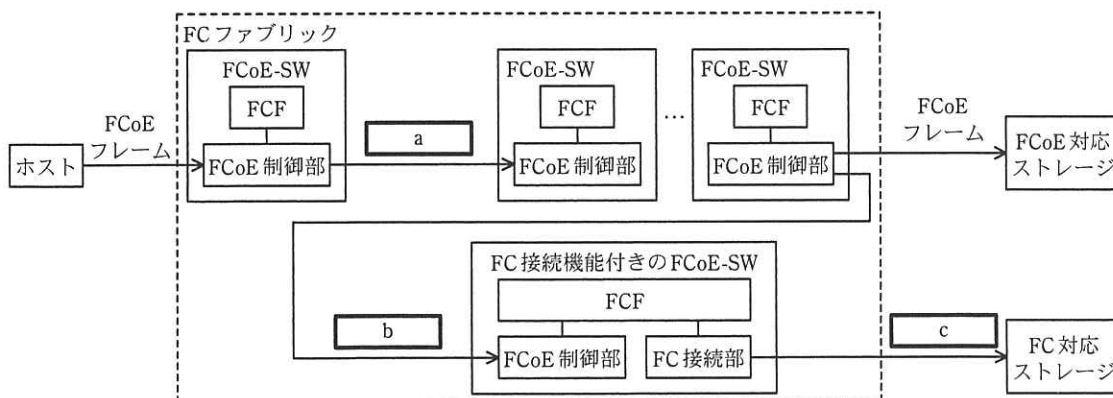 FCファブリック
FCoE-SW
FCF
FCoE制御部
FCoE-SW
FCF
FCoE制御部
…
FCoE-SW
FCF
FCoE制御部
ホスト
FCoE
フレーム
a
FCoE
フレーム
FCoE対応
ストレージ
FC接続機能付きのFCoE-SW
FCF
FCoE制御部
FC接続部
b
c
FC対応
ストレージ